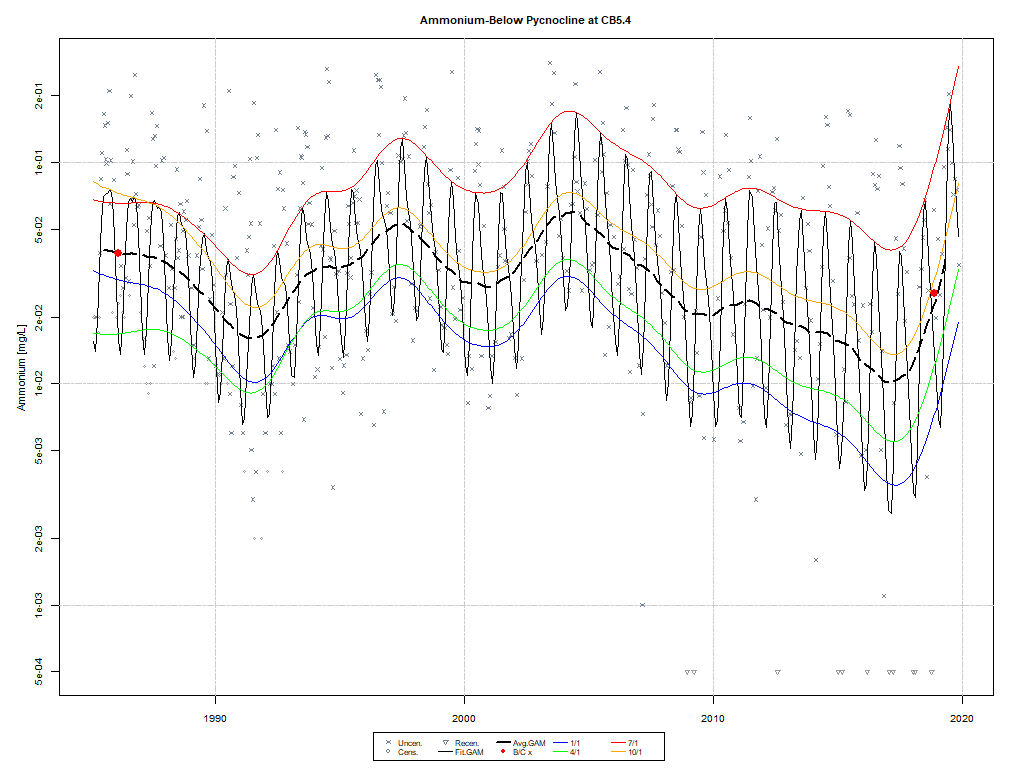 Ammonium-Below Pycnocline at CB5.4
Ammonium [mg/L]
2e-01
1e-01
5e-02
2e-02
1e-02
5e-03
2e-03
1e-03
5e-04
1990 2000 2010 2020
Uncen. Recen. Avg.GAM 1/1 7/1
Cens. Fit.GAM B/C x 4/1 10/1